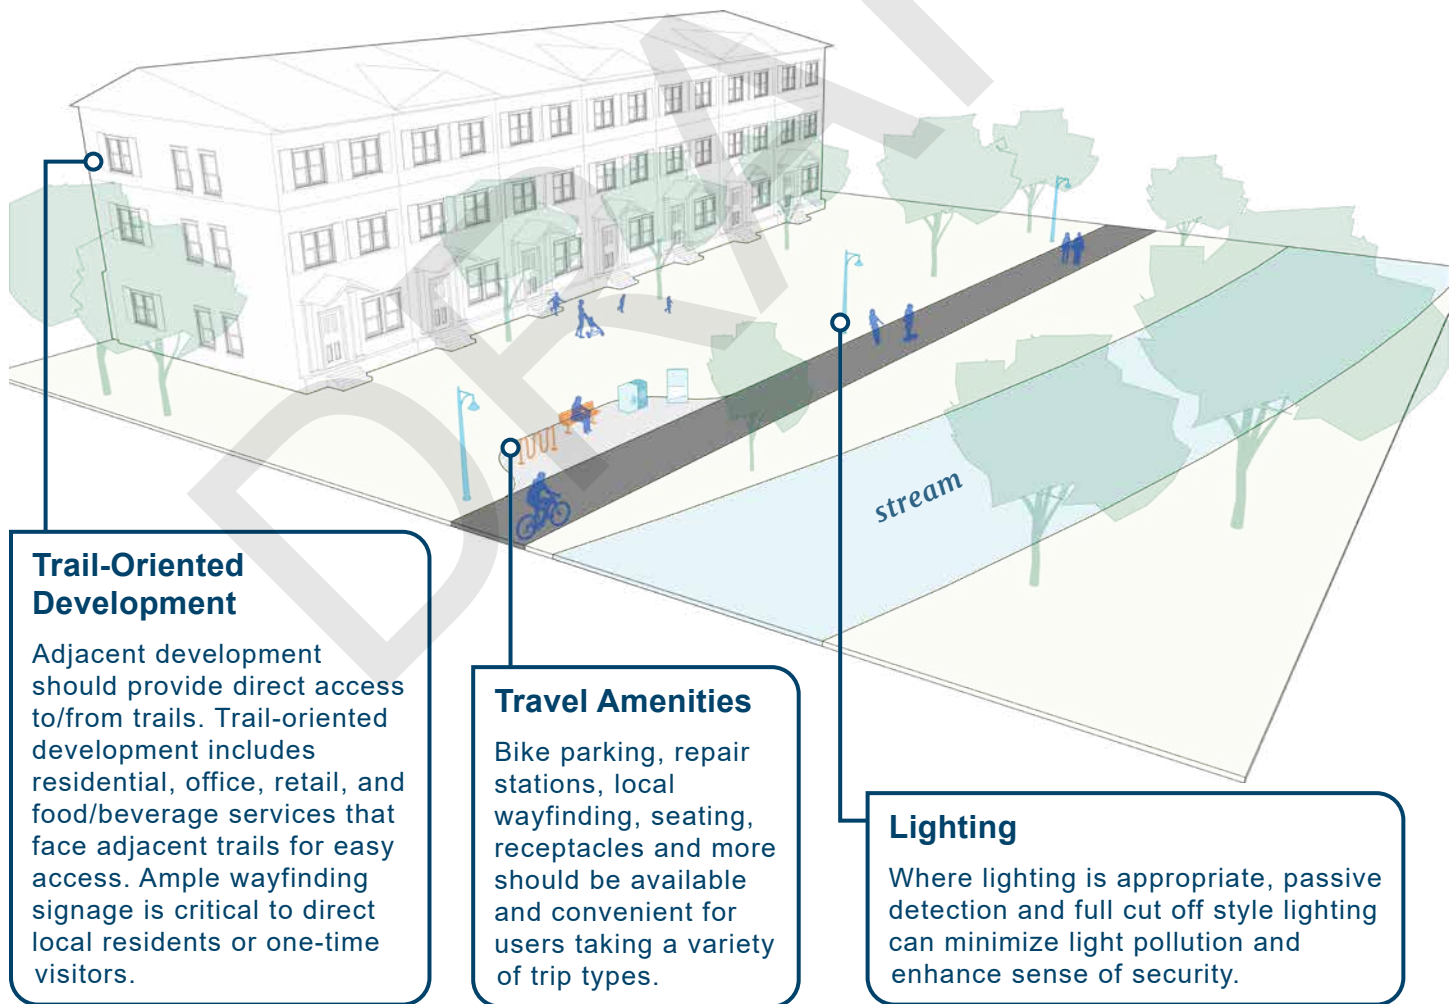 DRAFT
stream
Trail-Oriented
Development
Adjacent development
should provide direct access
to/from trails. Trail-oriented
development includes
residential, office, retail, and
food/beverage services that
face adjacent trails for easy
access. Ample wayfinding
signage is critical to direct
local residents or one-time
visitors.
Travel Amenities
Bike parking, repair
stations, local
wayfinding, seating,
receptacles and more
should be available
and convenient for
users taking a variety
of trip types.
Lighting
Where lighting is appropriate, passive
detection and full cut off style lighting
can minimize light pollution and
enhance sense of security.